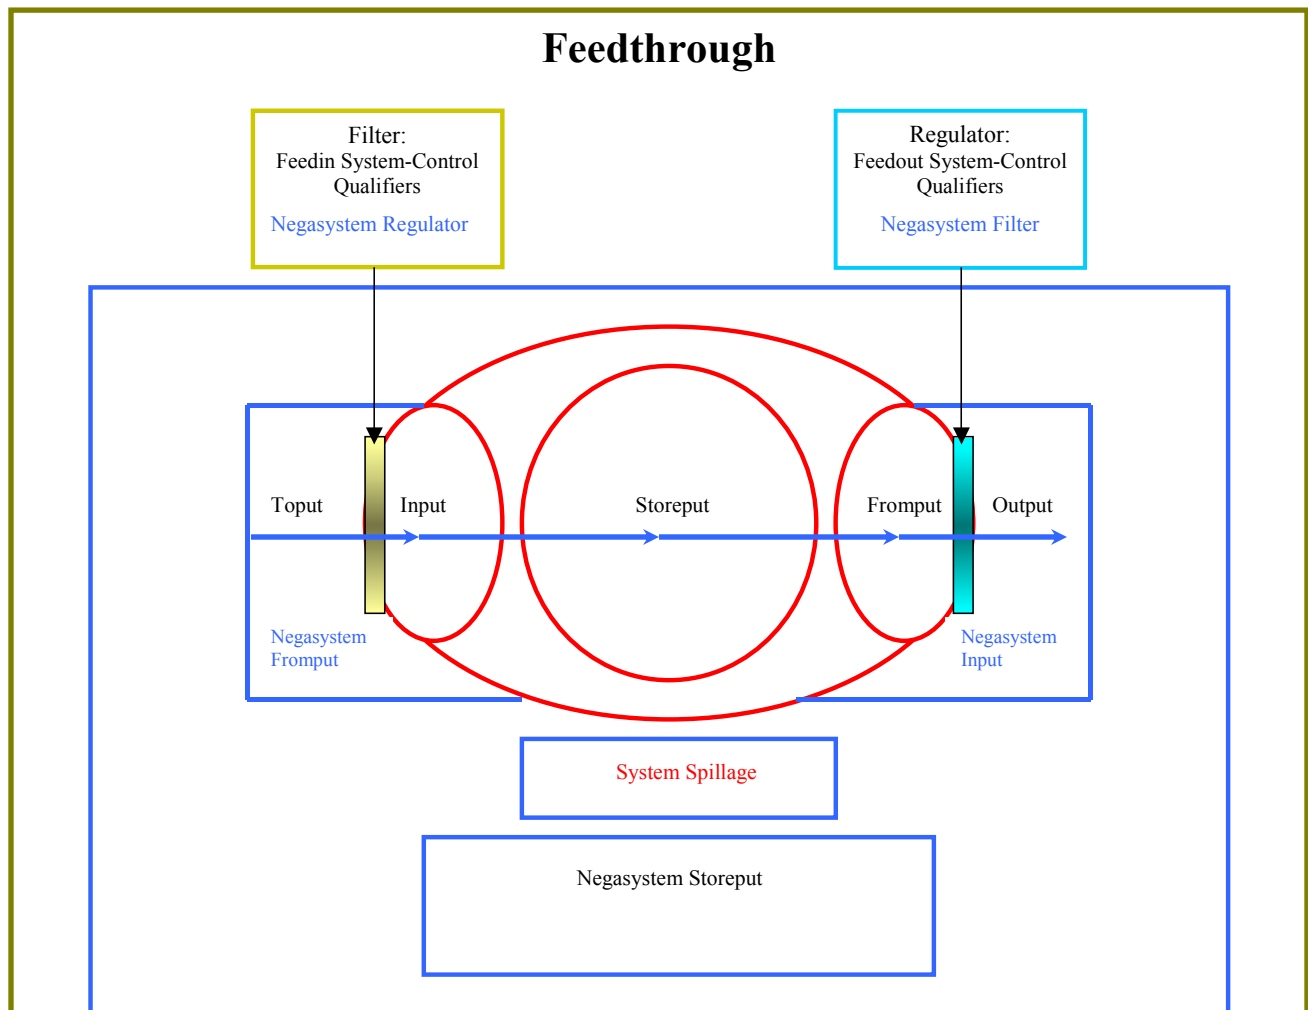 Feedthrough
Filter:
Feedin System-Control
Qualifiers
Negasystem Regulator
Regulator:
Feedout System-Control
Qualifiers
Negasystem Filter
Toput
Input
Storeput
Fromput
Output
Negasystem
Fromput
Negasystem
Input
System Spillage
Negasystem Storeput